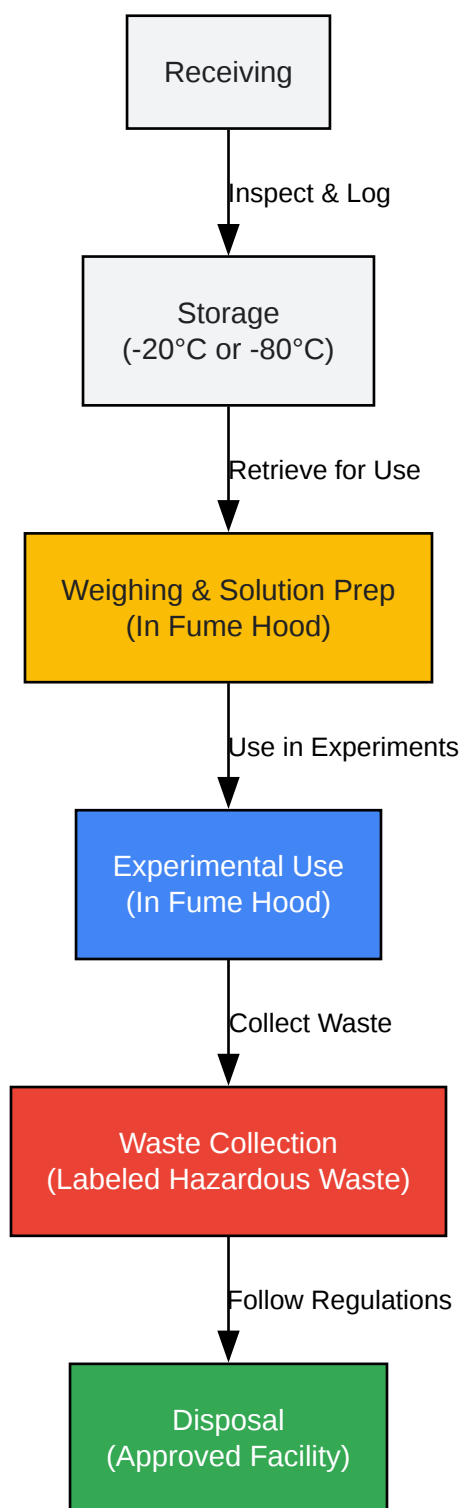 Receiving
Inspect & Log
Storage
(-20°C or -80°C)
Retrieve for Use
Weighing & Solution Prep
(In Fume Hood)
Use in Experiments
Experimental Use
(In Fume Hood)
Collect Waste
Waste Collection
(Labeled Hazardous Waste)
Follow Regulations
Disposal
(Approved Facility)